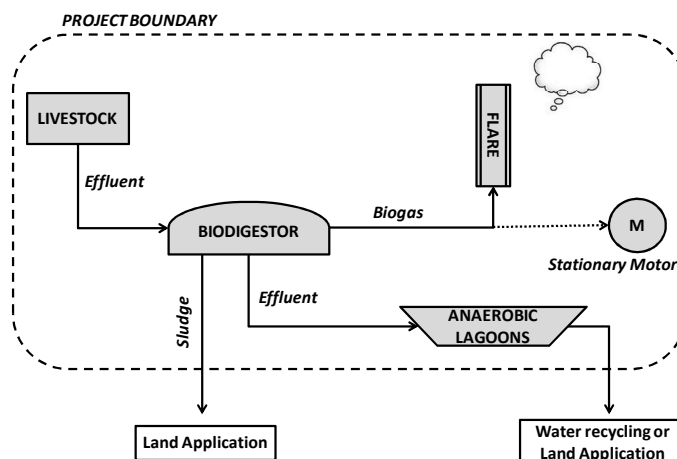 PROJECT BOUNDARY
LIVESTOCK
FLARE
Effluent
Biogas
M
BIODIGESTOR
Stationary Motor
Effluent
Sludge
ANAEROBIC
LAGOONS
Land Application
Water recycling or
Land Application